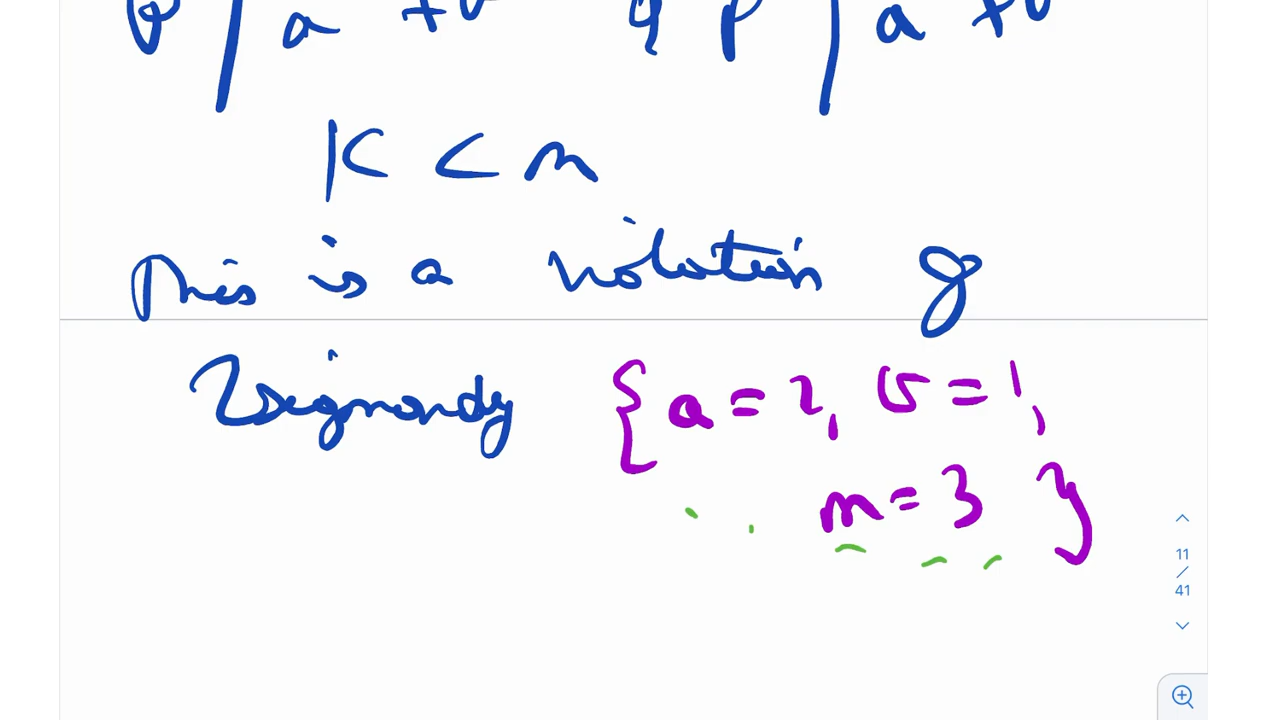 p | a + b & p | a + b
K < n
This is a violation of
Zsigmondy { a = 2, b = 1,
n = 3 }
11
/
41